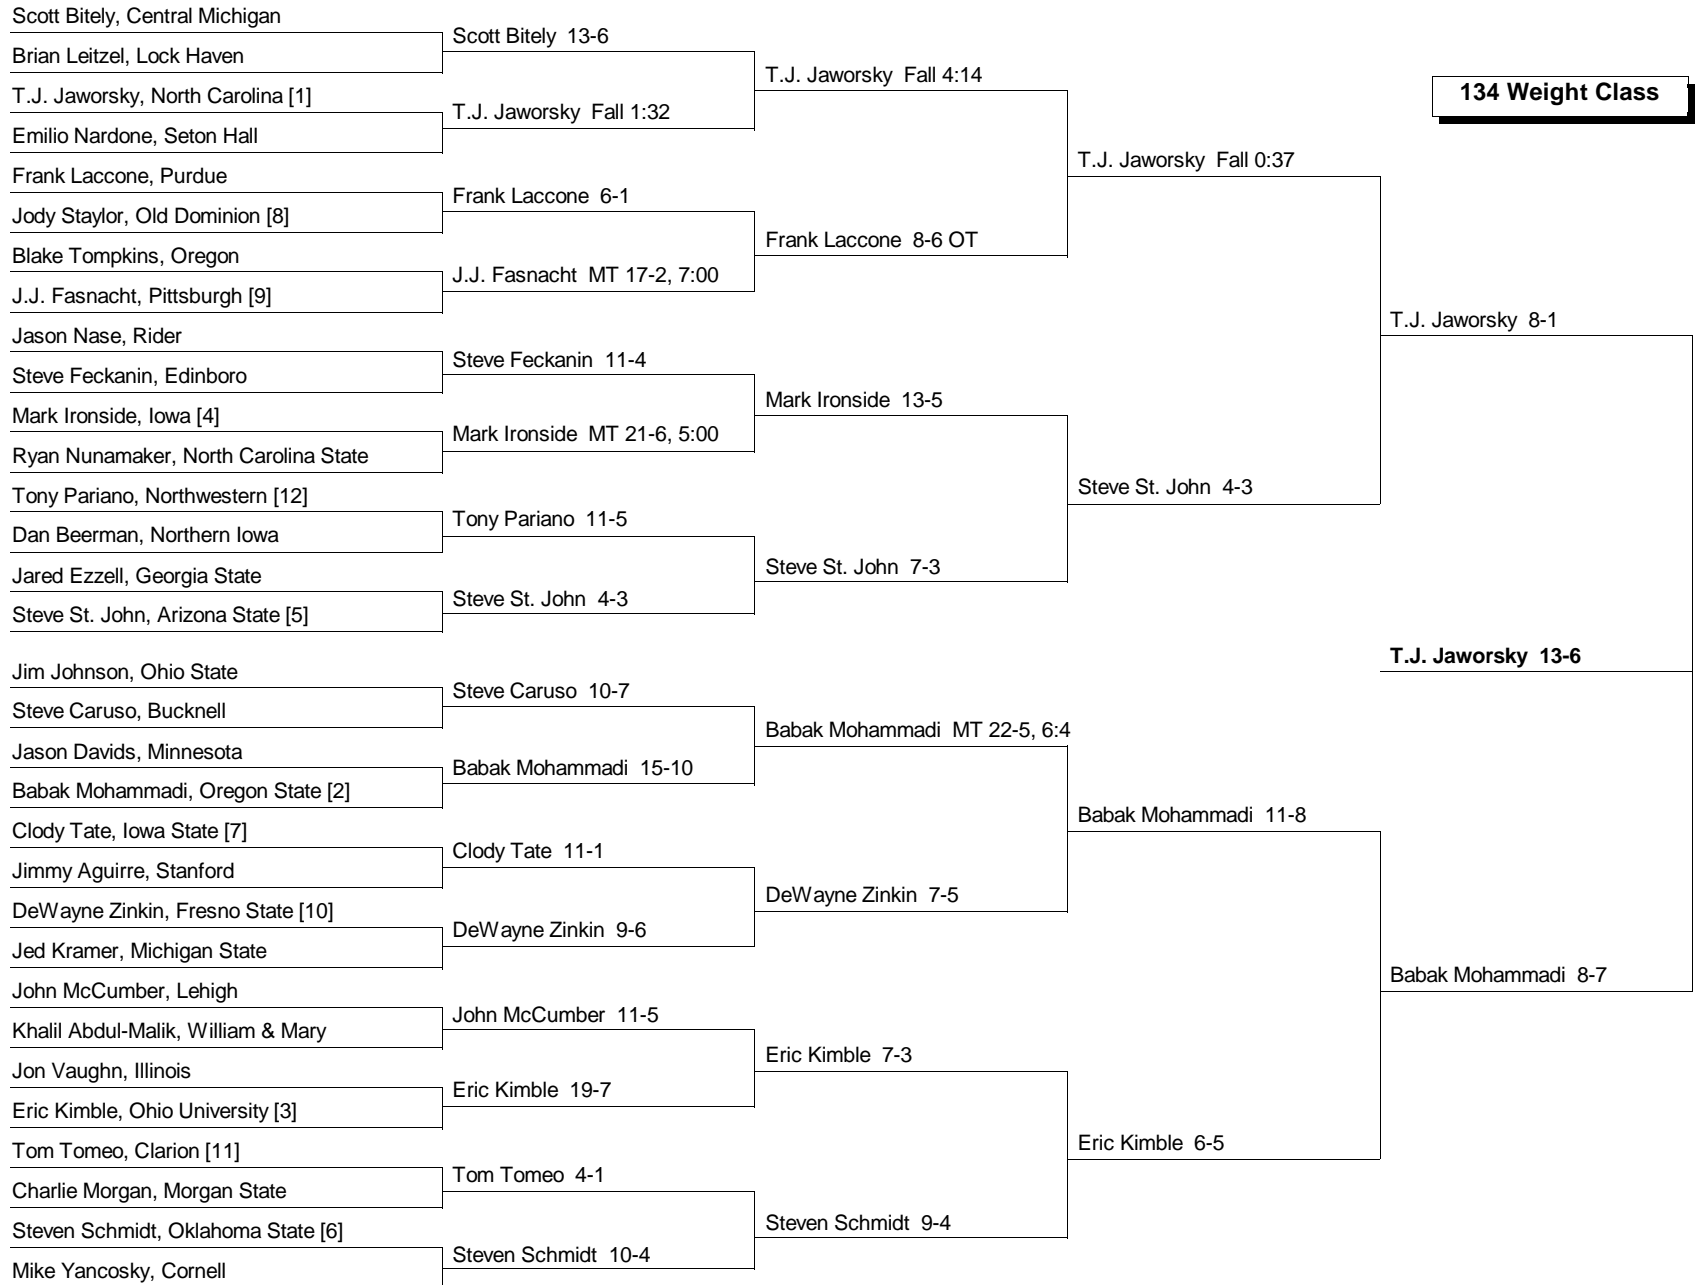 Scott Bitely, Central Michigan
Brian Leitzel, Lock Haven
T.J. Jaworsky, North Carolina [1]
Emilio Nardone, Seton Hall
Frank Laccone, Purdue
Jody Staylor, Old Dominion [8]
Blake Tompkins, Oregon
J.J. Fasnacht, Pittsburgh [9]
Jason Nase, Rider
Steve Feckanin, Edinboro
Mark Ironside, Iowa [4]
Ryan Nunamaker, North Carolina State
Tony Pariano, Northwestern [12]
Dan Beerman, Northern Iowa
Jared Ezzell, Georgia State
Steve St. John, Arizona State [5]
Jim Johnson, Ohio State
Steve Caruso, Bucknell
Jason Davids, Minnesota
Babak Mohammadi, Oregon State [2]
Clody Tate, Iowa State [7]
Jimmy Aguirre, Stanford
DeWayne Zinkin, Fresno State [10]
Jed Kramer, Michigan State
John McCumber, Lehigh
Khalil Abdul-Malik, William & Mary
Jon Vaughn, Illinois
Eric Kimble, Ohio University [3]
Tom Tomeo, Clarion [11]
Charlie Morgan, Morgan State
Steven Schmidt, Oklahoma State [6]
Mike Yancosky, Cornell
Scott Bitely 13-6
T.J. Jaworsky Fall 1:32
Frank Laccone 6-1
J.J. Fasnacht MT 17-2, 7:00
Steve Feckanin 11-4
Mark Ironside MT 21-6, 5:00
Tony Pariano 11-5
Steve St. John 4-3
Steve Caruso 10-7
Babak Mohammadi 15-10
Clody Tate 11-1
DeWayne Zinkin 9-6
John McCumber 11-5
Eric Kimble 19-7
Tom Tomeo 4-1
Steven Schmidt 10-4
T.J. Jaworsky Fall 4:14
Frank Laccone 8-6 OT
Mark Ironside 13-5
Steve St. John 7-3
Babak Mohammadi MT 22-5, 6:4
DeWayne Zinkin 7-5
Eric Kimble 7-3
Steven Schmidt 9-4
T.J. Jaworsky Fall 0:37
Steve St. John 4-3
Babak Mohammadi 11-8
Eric Kimble 6-5
134 Weight Class
T.J. Jaworsky 8-1
T.J. Jaworsky 13-6
Babak Mohammadi 8-7